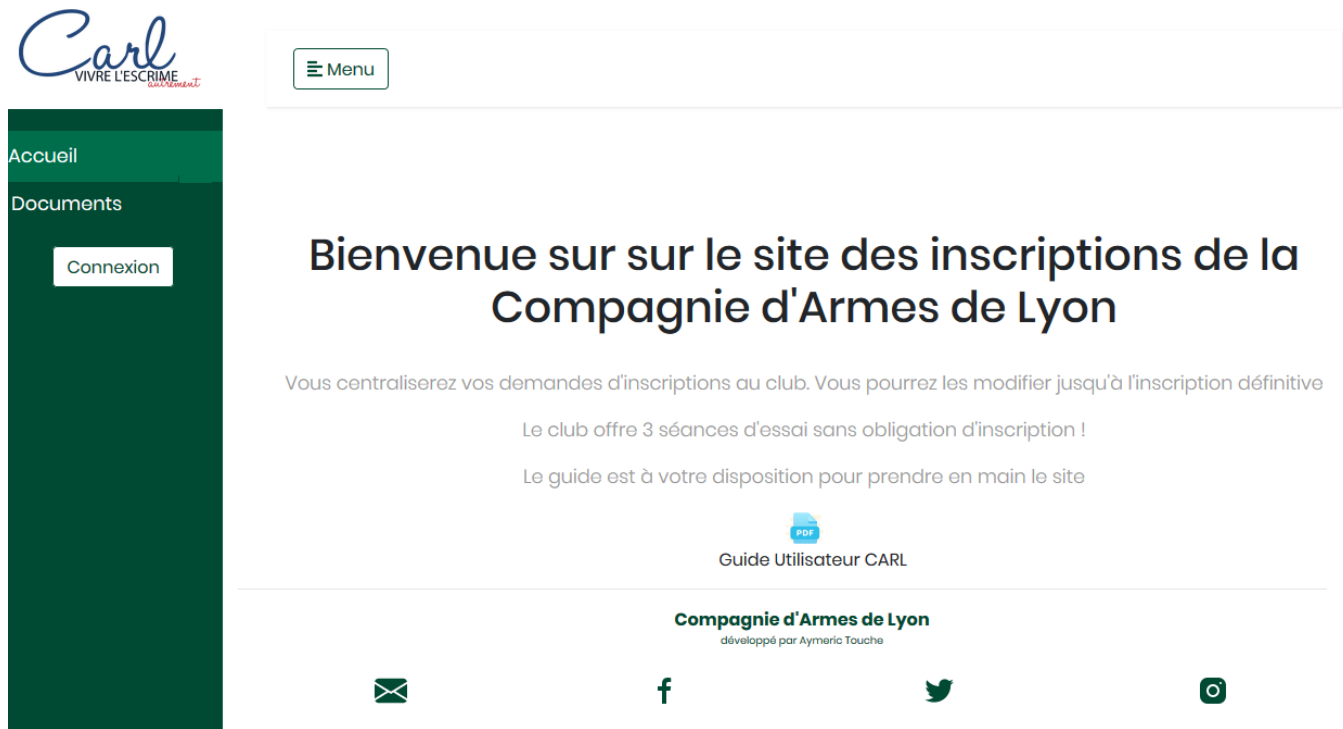 Carl
VIVRE L'ESCRIME
autrement
Menu
Accueil
Documents
Connexion
Bienvenue sur sur le site des inscriptions de la
Compagnie d'Armes de Lyon
Vous centraliserez vos demandes d'inscriptions au club. Vous pourrez les modifier jusqu'à l'inscription définitive
Le club offre 3 séances d'essai sans obligation d'inscription !
Le guide est à votre disposition pour prendre en main le site
PDF
Guide Utilisateur CARL
Compagnie d'Armes de Lyon
développé par Aymeric Touche